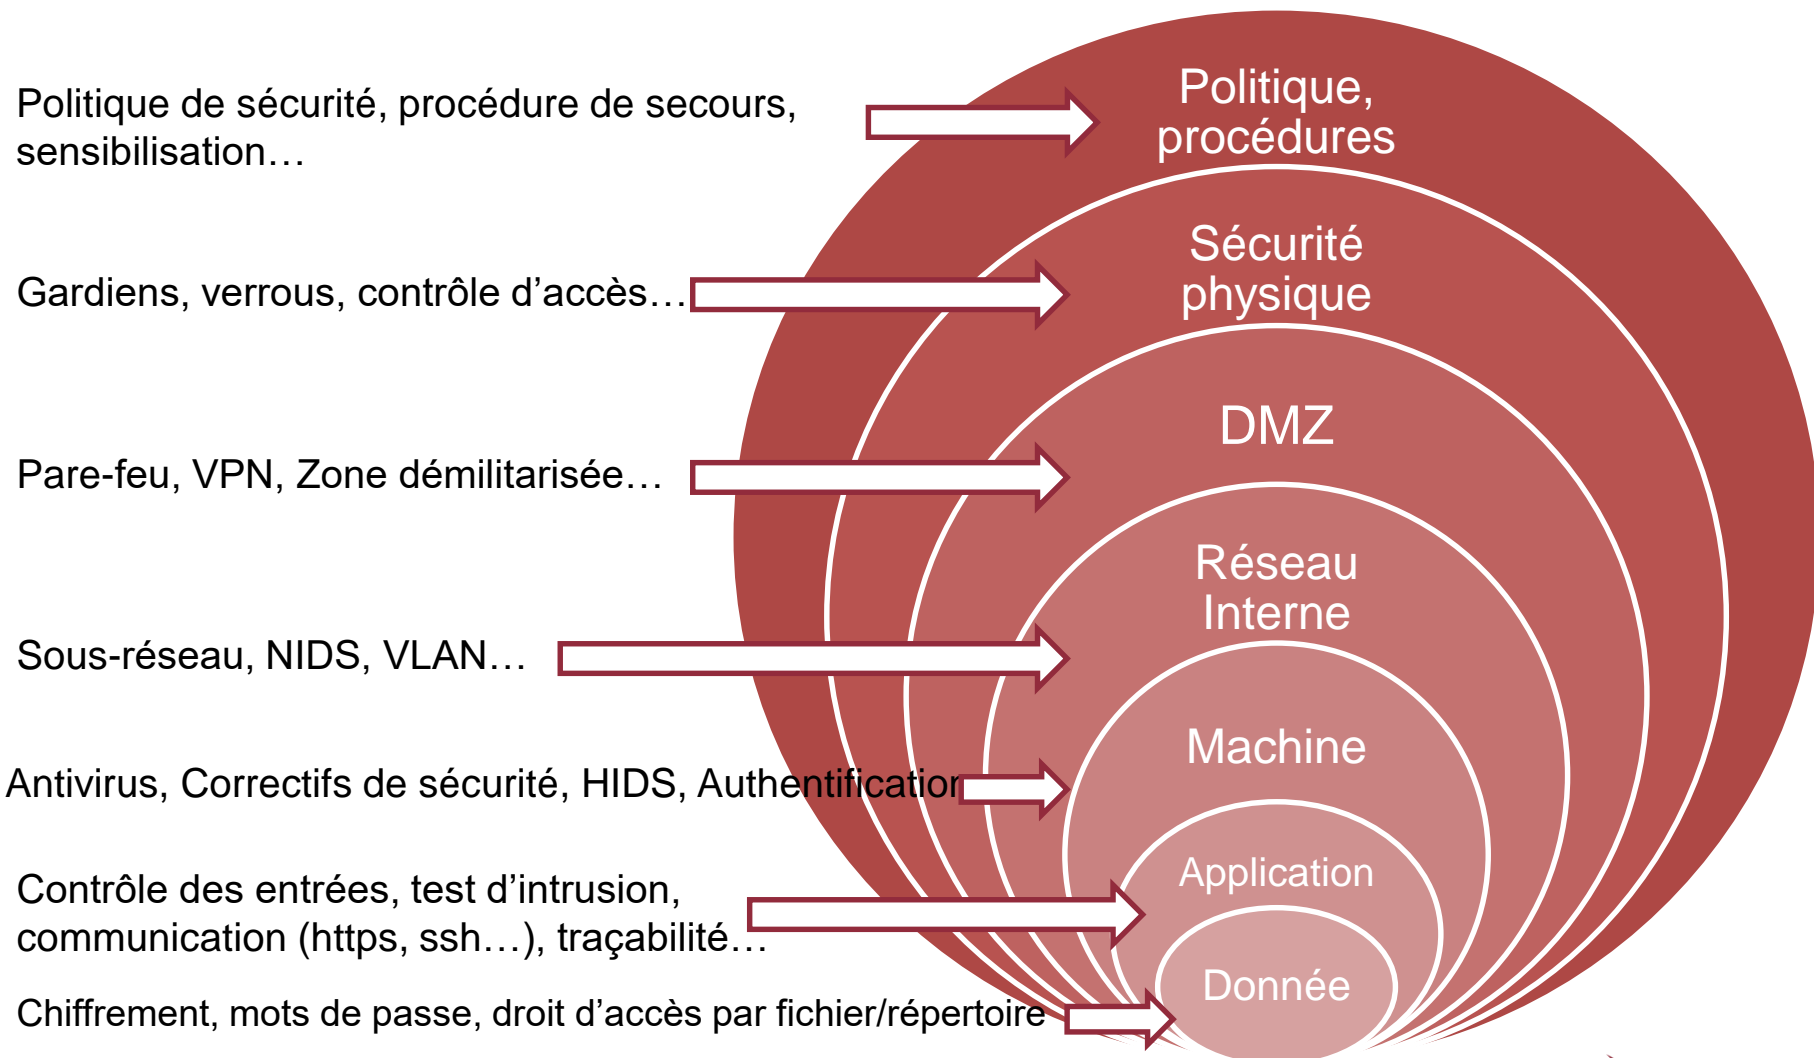 Politique de sécurité, procédure de secours,
sensibilisation…
Politique,
procédures
Gardiens, verrous, contrôle d’accès…
Sécurité
physique
Pare-feu, VPN, Zone démilitarisée…
DMZ
Sous-réseau, NIDS, VLAN…
Réseau
Interne
Antivirus, Correctifs de sécurité, HIDS, Authentification
Machine
Contrôle des entrées, test d’intrusion,
communication (https, ssh…), traçabilité…
Application
Chiffrement, mots de passe, droit d’accès par fichier/répertoire
Donnée